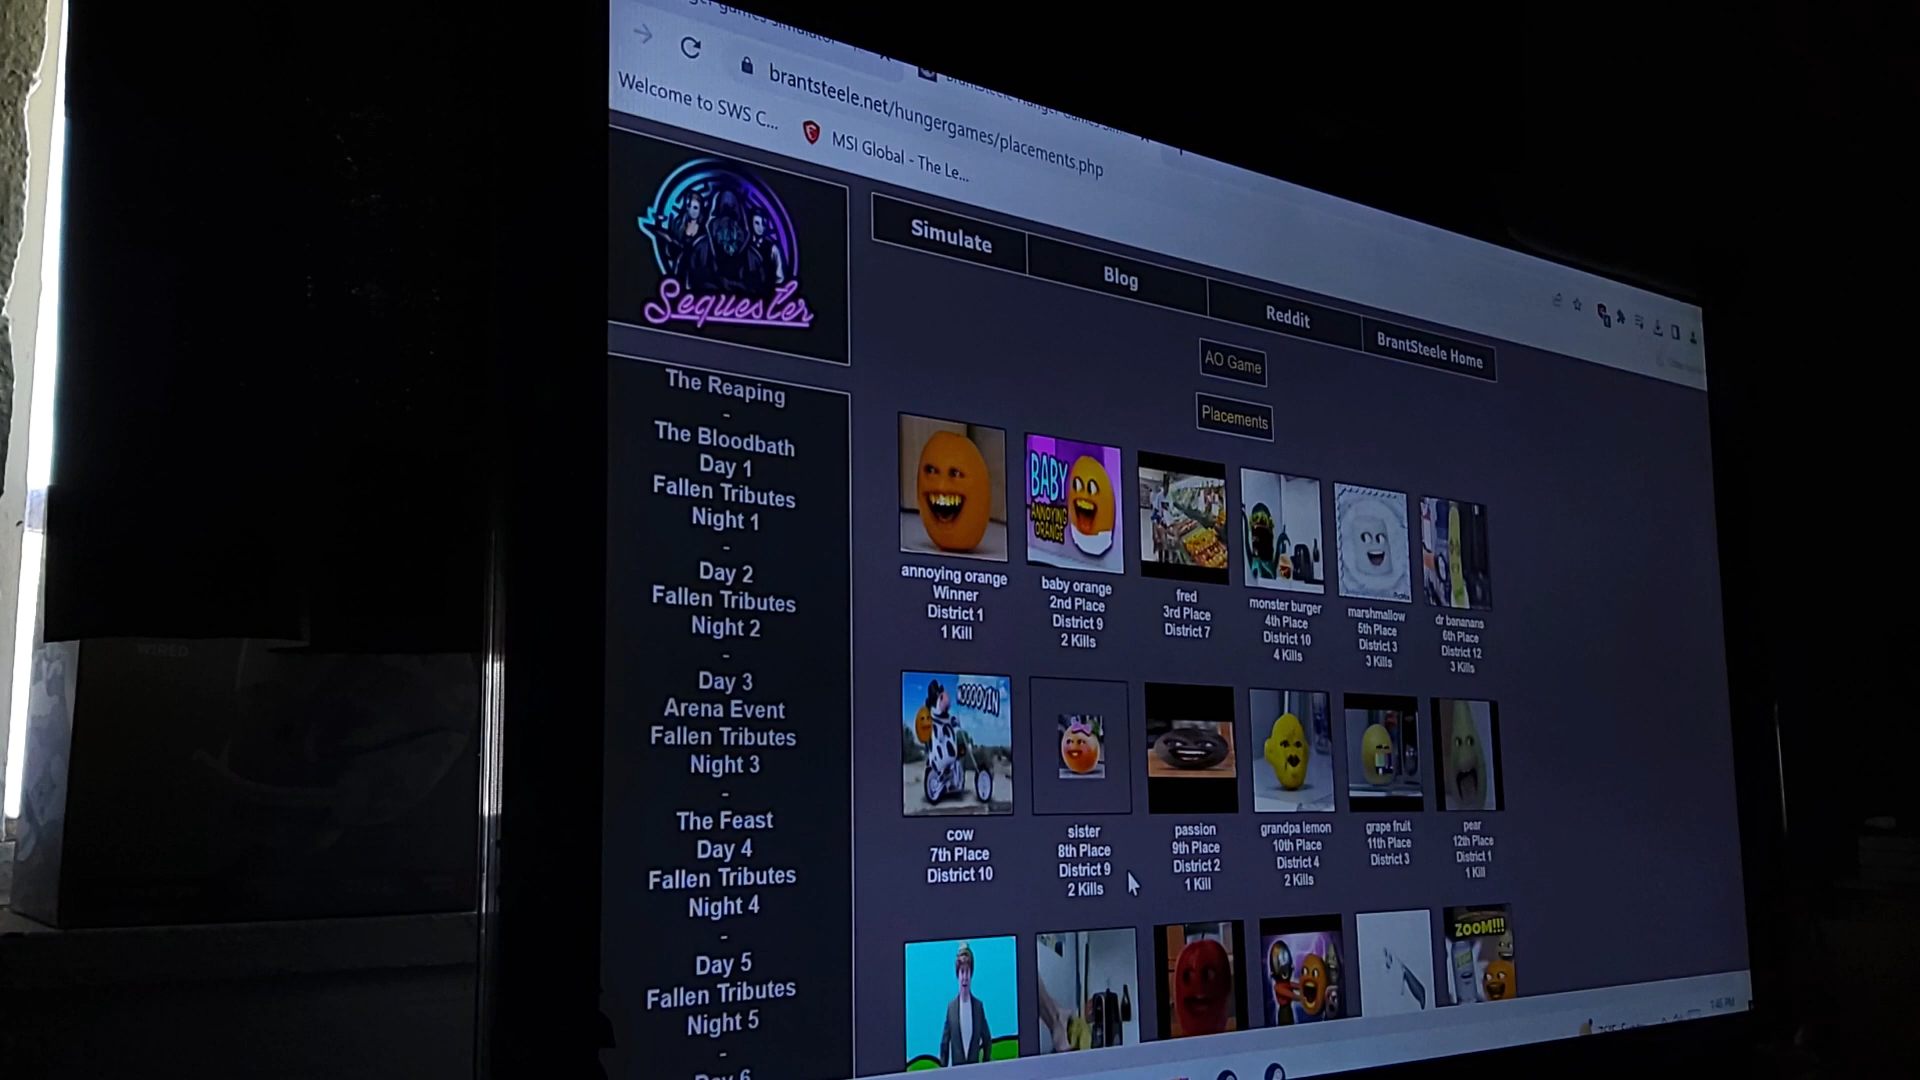 brantsteele.net/hungergames/placements.php
Welcome to SWS C...
MSI Global - The Le...
Sequester
Simulate
Blog
Reddit
BrantSteele Home
AO Game
Placements
The Reaping
-
The Bloodbath
Day 1
Fallen Tributes
Night 1
-
Day 2
Fallen Tributes
Night 2
-
Day 3
Arena Event
Fallen Tributes
Night 3
-
The Feast
Day 4
Fallen Tributes
Night 4
-
Day 5
Fallen Tributes
Night 5
-
Day 6
BABY
ANNOYING
ORANGE
annoying orange
Winner
District 1
1 Kill
baby orange
2nd Place
District 9
2 Kills
fred
3rd Place
District 7
monster burger
4th Place
District 10
4 Kills
marshmallow
5th Place
District 3
3 Kills
dr bananans
6th Place
District 12
3 Kills
cow
7th Place
District 10
sister
8th Place
District 9
2 Kills
passion
9th Place
District 2
1 Kill
grandpa lemon
10th Place
District 4
2 Kills
grape fruit
11th Place
District 3
pear
12th Place
District 1
1 Kill
ZOOM!!!
WIRED